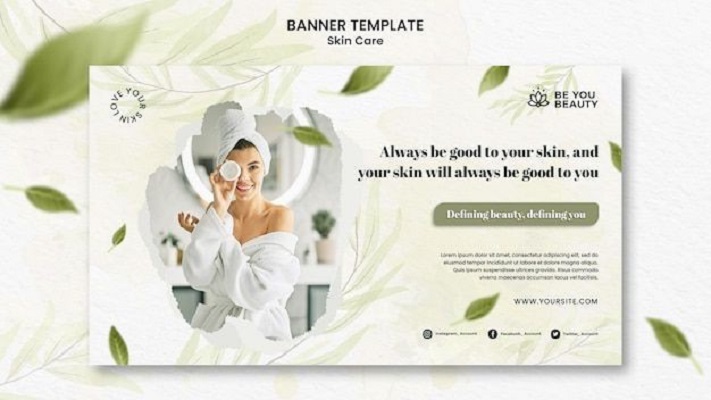 BANNER TEMPLATE
Skin Care
LOVE YOUR SKIN
BE YOU
BEAUTY
Always be good to your skin, and
your skin will always be good to you
Defining beauty, defining you
Lorem ipsum dolor sit amet, consectetur adipiscing elit, sed do
eiusmod tempor incididunt ut labore et dolore magna aliqua.
Quis ipsum suspendisse ultrices gravida. Risus commodo
viverra maecenas accumsan lacus vel facilisis.
WWW.YOURSITE.COM
Instagram_Account
Facebook_Account
Twitter_Account